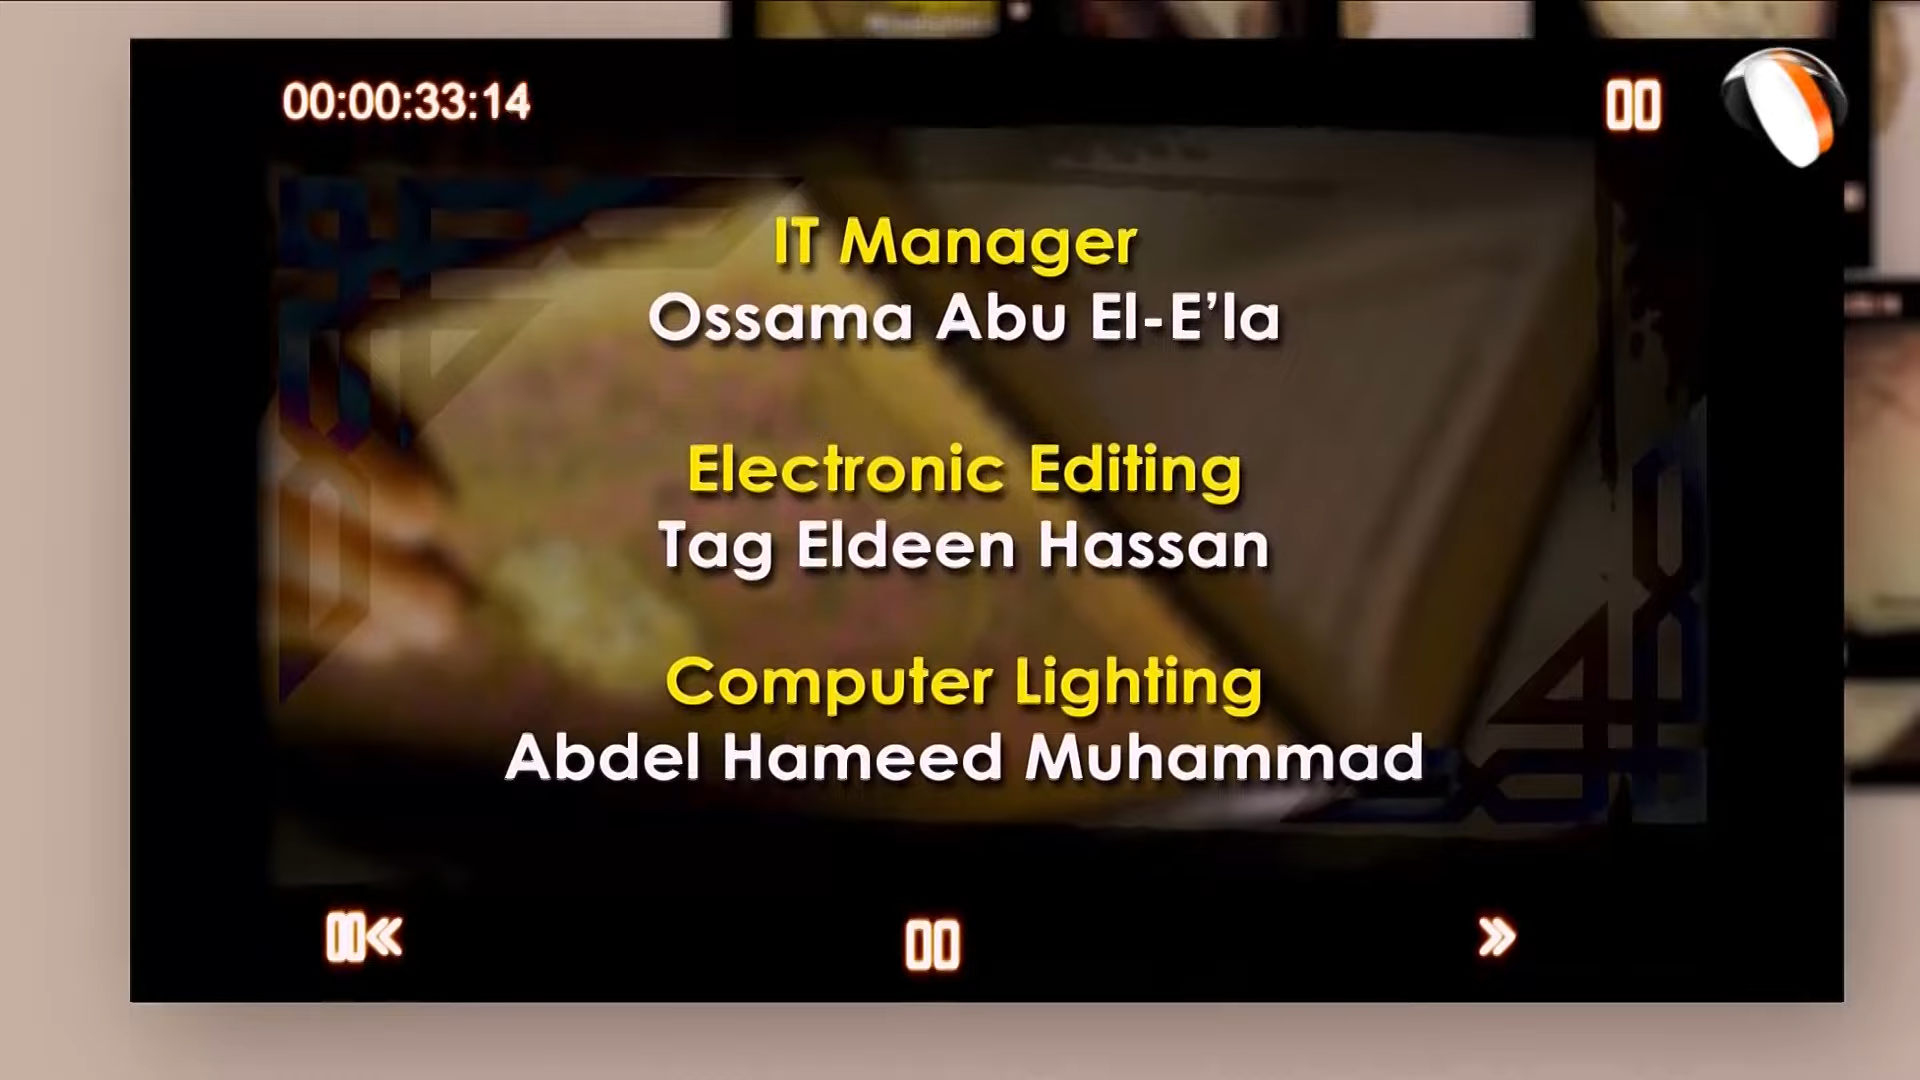 00:00:33:14
IT Manager
Ossama Abu El-E’la
Electronic Editing
Tag Eldeen Hassan
Computer Lighting
Abdel Hameed Muhammad